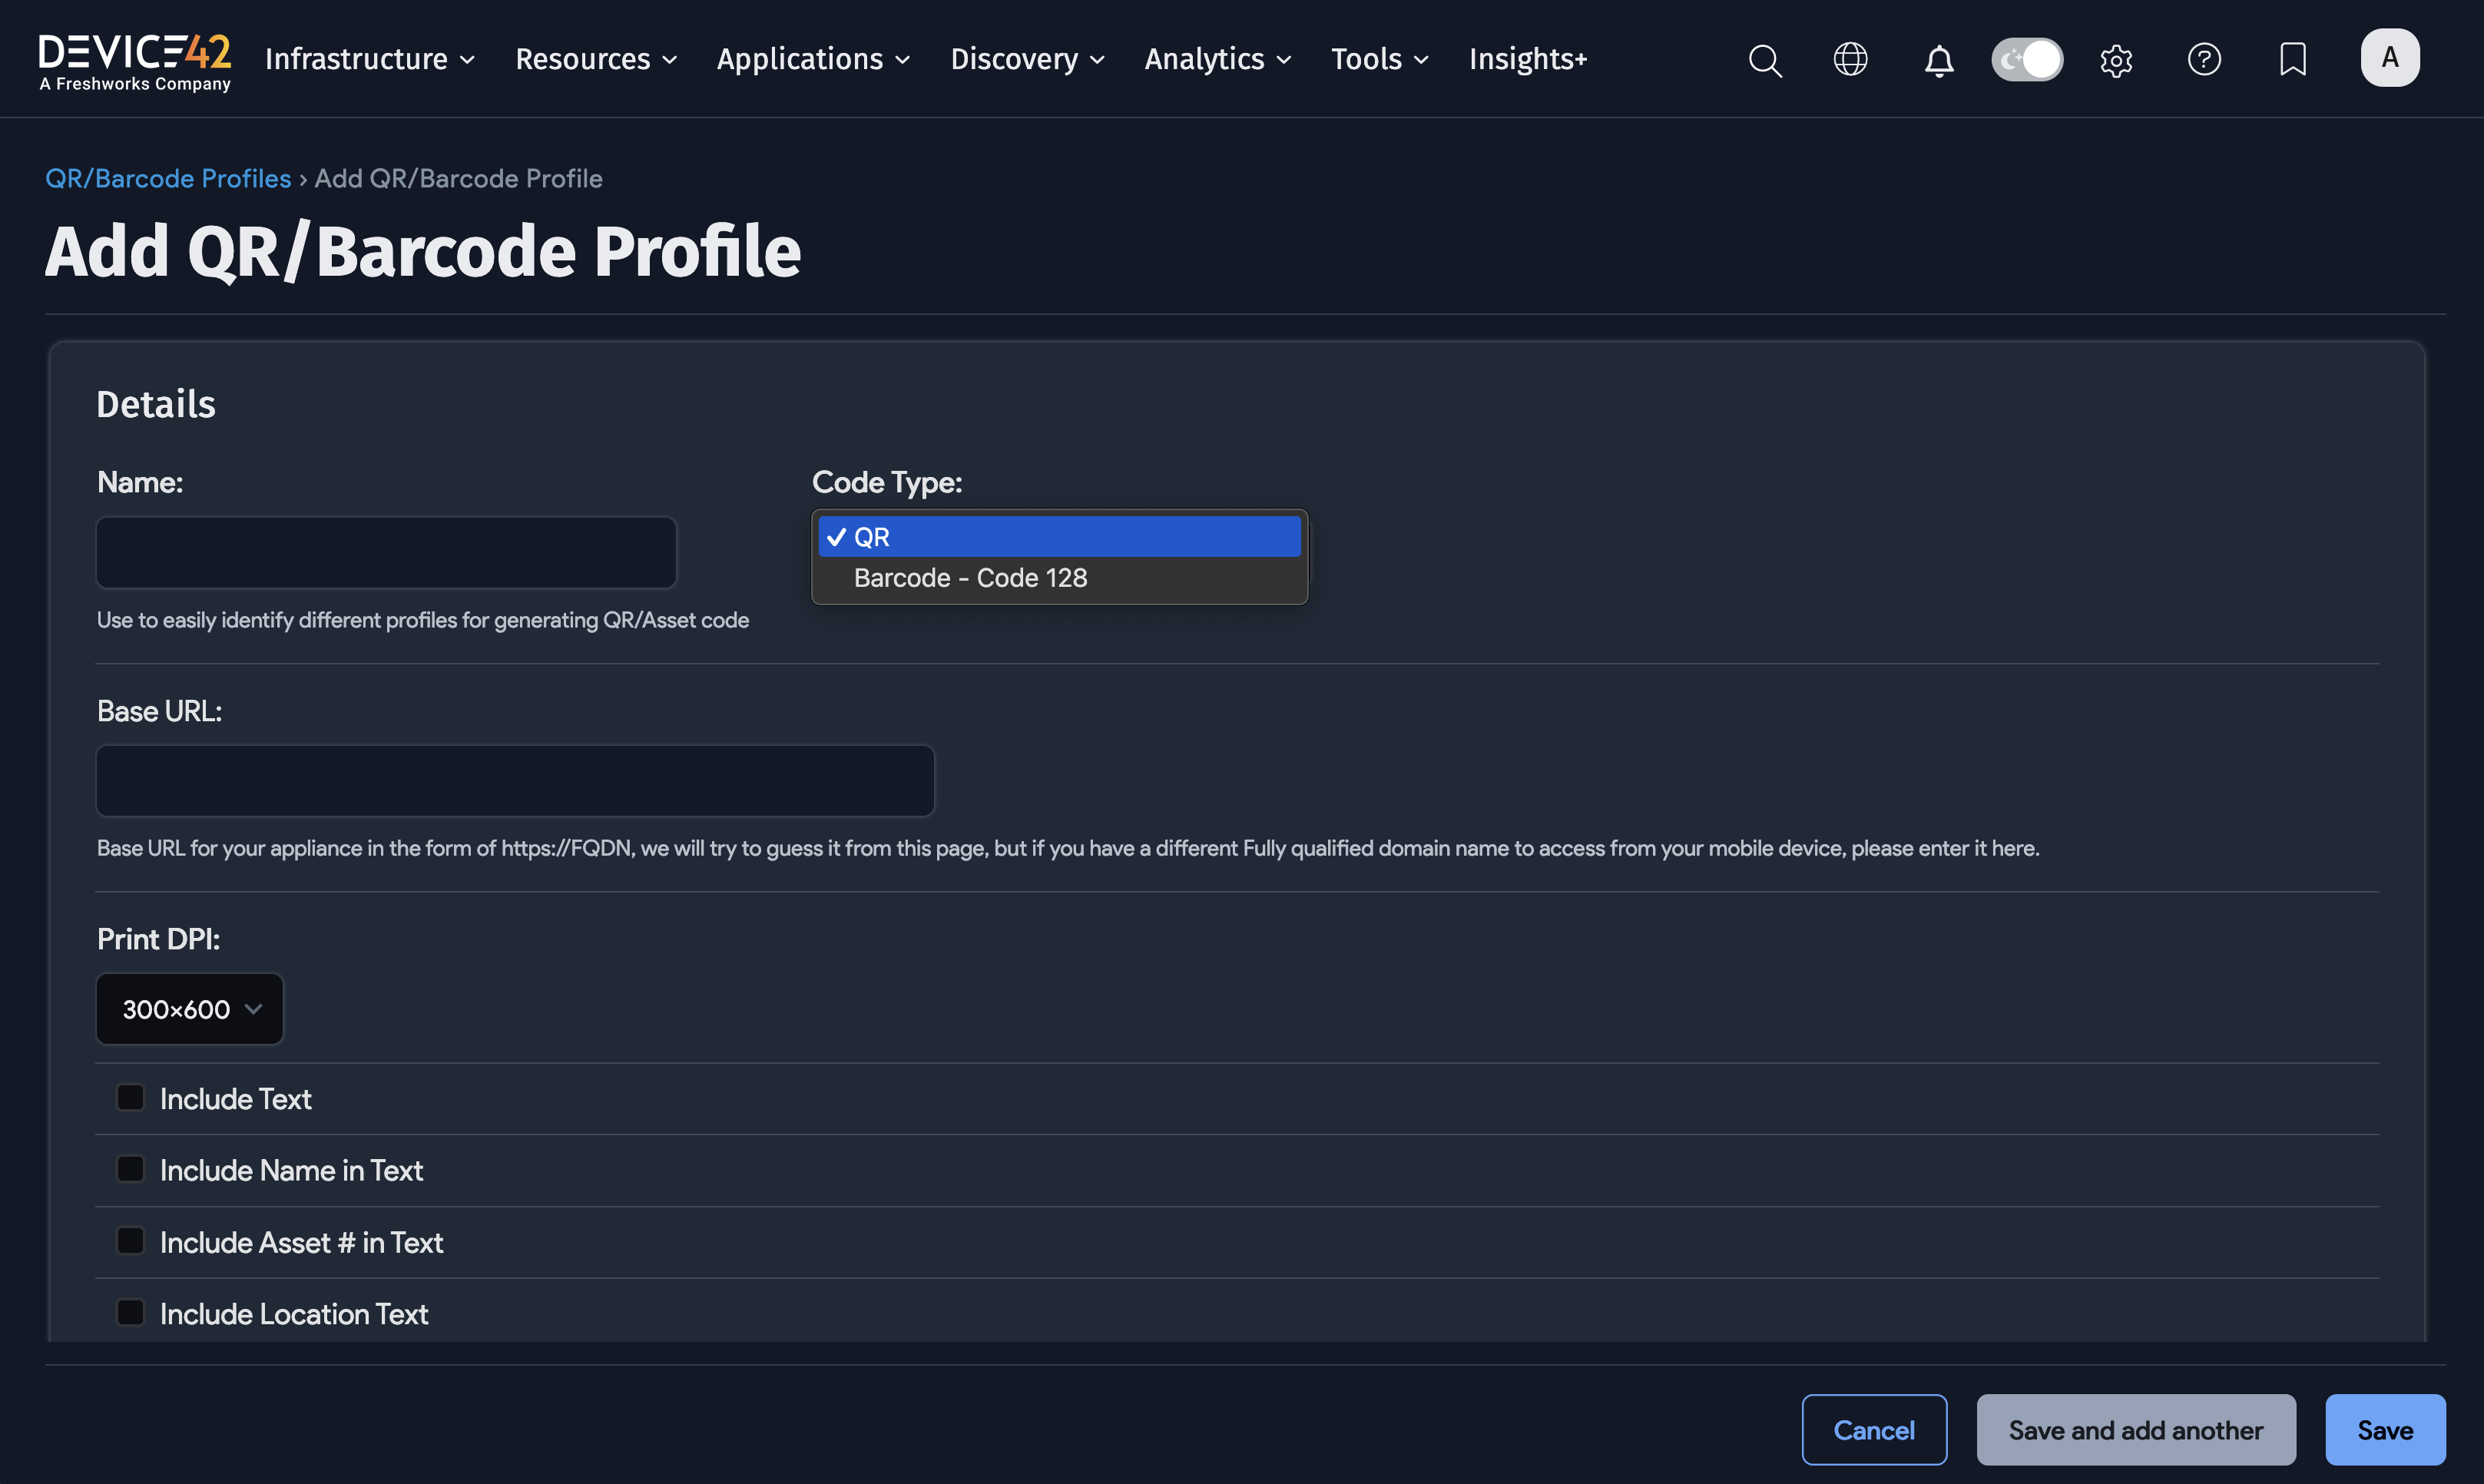 DEVICE42
A Freshworks Company
Infrastructure Resources Applications Discovery Analytics Tools Insights+
A
QR/Barcode Profiles › Add QR/Barcode Profile
Add QR/Barcode Profile
Details
Name: Code Type:
QR
Barcode - Code 128
Use to easily identify different profiles for generating QR/Asset code
Base URL:
Base URL for your appliance in the form of https://FQDN, we will try to guess it from this page, but if you have a different Fully qualified domain name to access from your mobile device, please enter it here.
Print DPI:
300×600
Include Text
Include Name in Text
Include Asset # in Text
Include Location Text
Cancel Save and add another Save